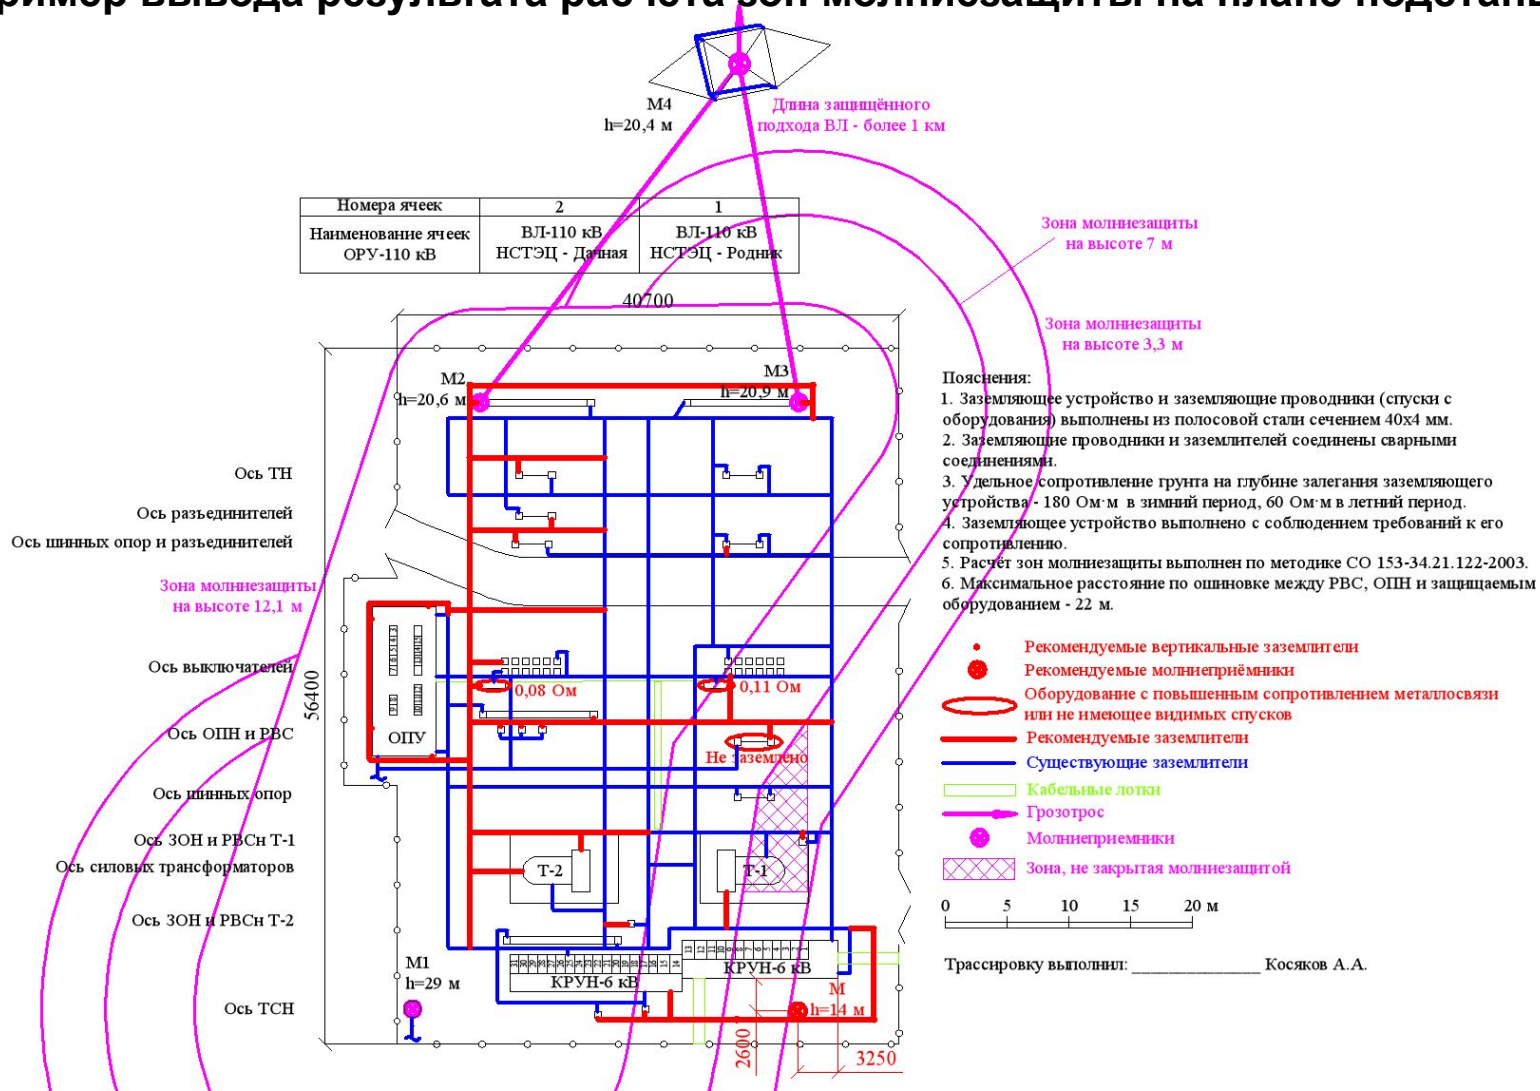 ример вывода результата расчета зон молниезащиты на плане подстанц
М4
h=20,4 м
Длина защищённого
подхода ВЛ - более 1 км
Номера ячеек 2 1
Наименование ячеек
ОРУ-110 кВ
ВЛ-110 кВ
НСТЭЦ - Дачная
ВЛ-110 кВ
НСТЭЦ - Родник
Зона молниезащиты
на высоте 7 м
40700
Зона молниезащиты
на высоте 3,3 м
М2
h=20,6 м
М3
h=20,9 м
Пояснения:
1. Заземляющее устройство и заземляющие проводники (спуски с
оборудования) выполнены из полосовой стали сечением 40х4 мм.
2. Заземляющие проводники и заземлителей соединены сварными
соединениями.
3. Удельное сопротивление грунта на глубине залегания заземляющего
устройства - 180 Ом·м в зимний период, 60 Ом·м в летний период.
4. Заземляющее устройство выполнено с соблюдением требований к его
сопротивлению.
5. Расчёт зон молниезащиты выполнен по методике СО 153-34.21.122-2003.
6. Максимальное расстояние по ошиновке между РВС, ОПН и защищаемым
оборудованием - 22 м.
Ось ТН
Ось разъединителей
Ось шинных опор и разъединителей
Зона молниезащиты
на высоте 12,1 м
Ось выключателей
56400
0,08 Ом
0,11 Ом
Ось ОПН и РВС
ОПУ
Не заземлено
Ось шинных опор
Ось ЗОН и РВСн Т-1
Ось силовых трансформаторов
Т-2
Т-1
Ось ЗОН и РВСн Т-2
Рекомендуемые вертикальные заземлители
Рекомендуемые молниеприёмники
Оборудование с повышенным сопротивлением металлосвязи
или не имеющее видимых спусков
Рекомендуемые заземлители
Существующие заземлители
Кабельные лотки
Грозотрос
Молниеприемники
Зона, не закрытая молниезащитой
0 5 10 15 20 м
Трассировку выполнил: ______________ Косяков А.А.
М1
h=29 м
КРУН-6 кВ
КРУН-6 кВ
М
h=14 м
Ось ТСН
2600
3250